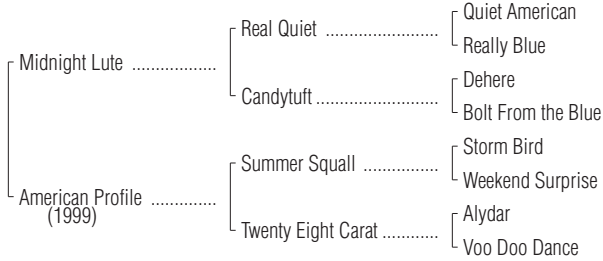 Quiet American
Real Quiet ........................
Really Blue
Midnight Lute ..................
Dehere
Candytuft..........................
Bolt From the Blue
Storm Bird
Summer Squall ................
Weekend Surprise
American Profile ..............
(1999)
Alydar
Twenty Eight Carat............
Voo Doo Dance